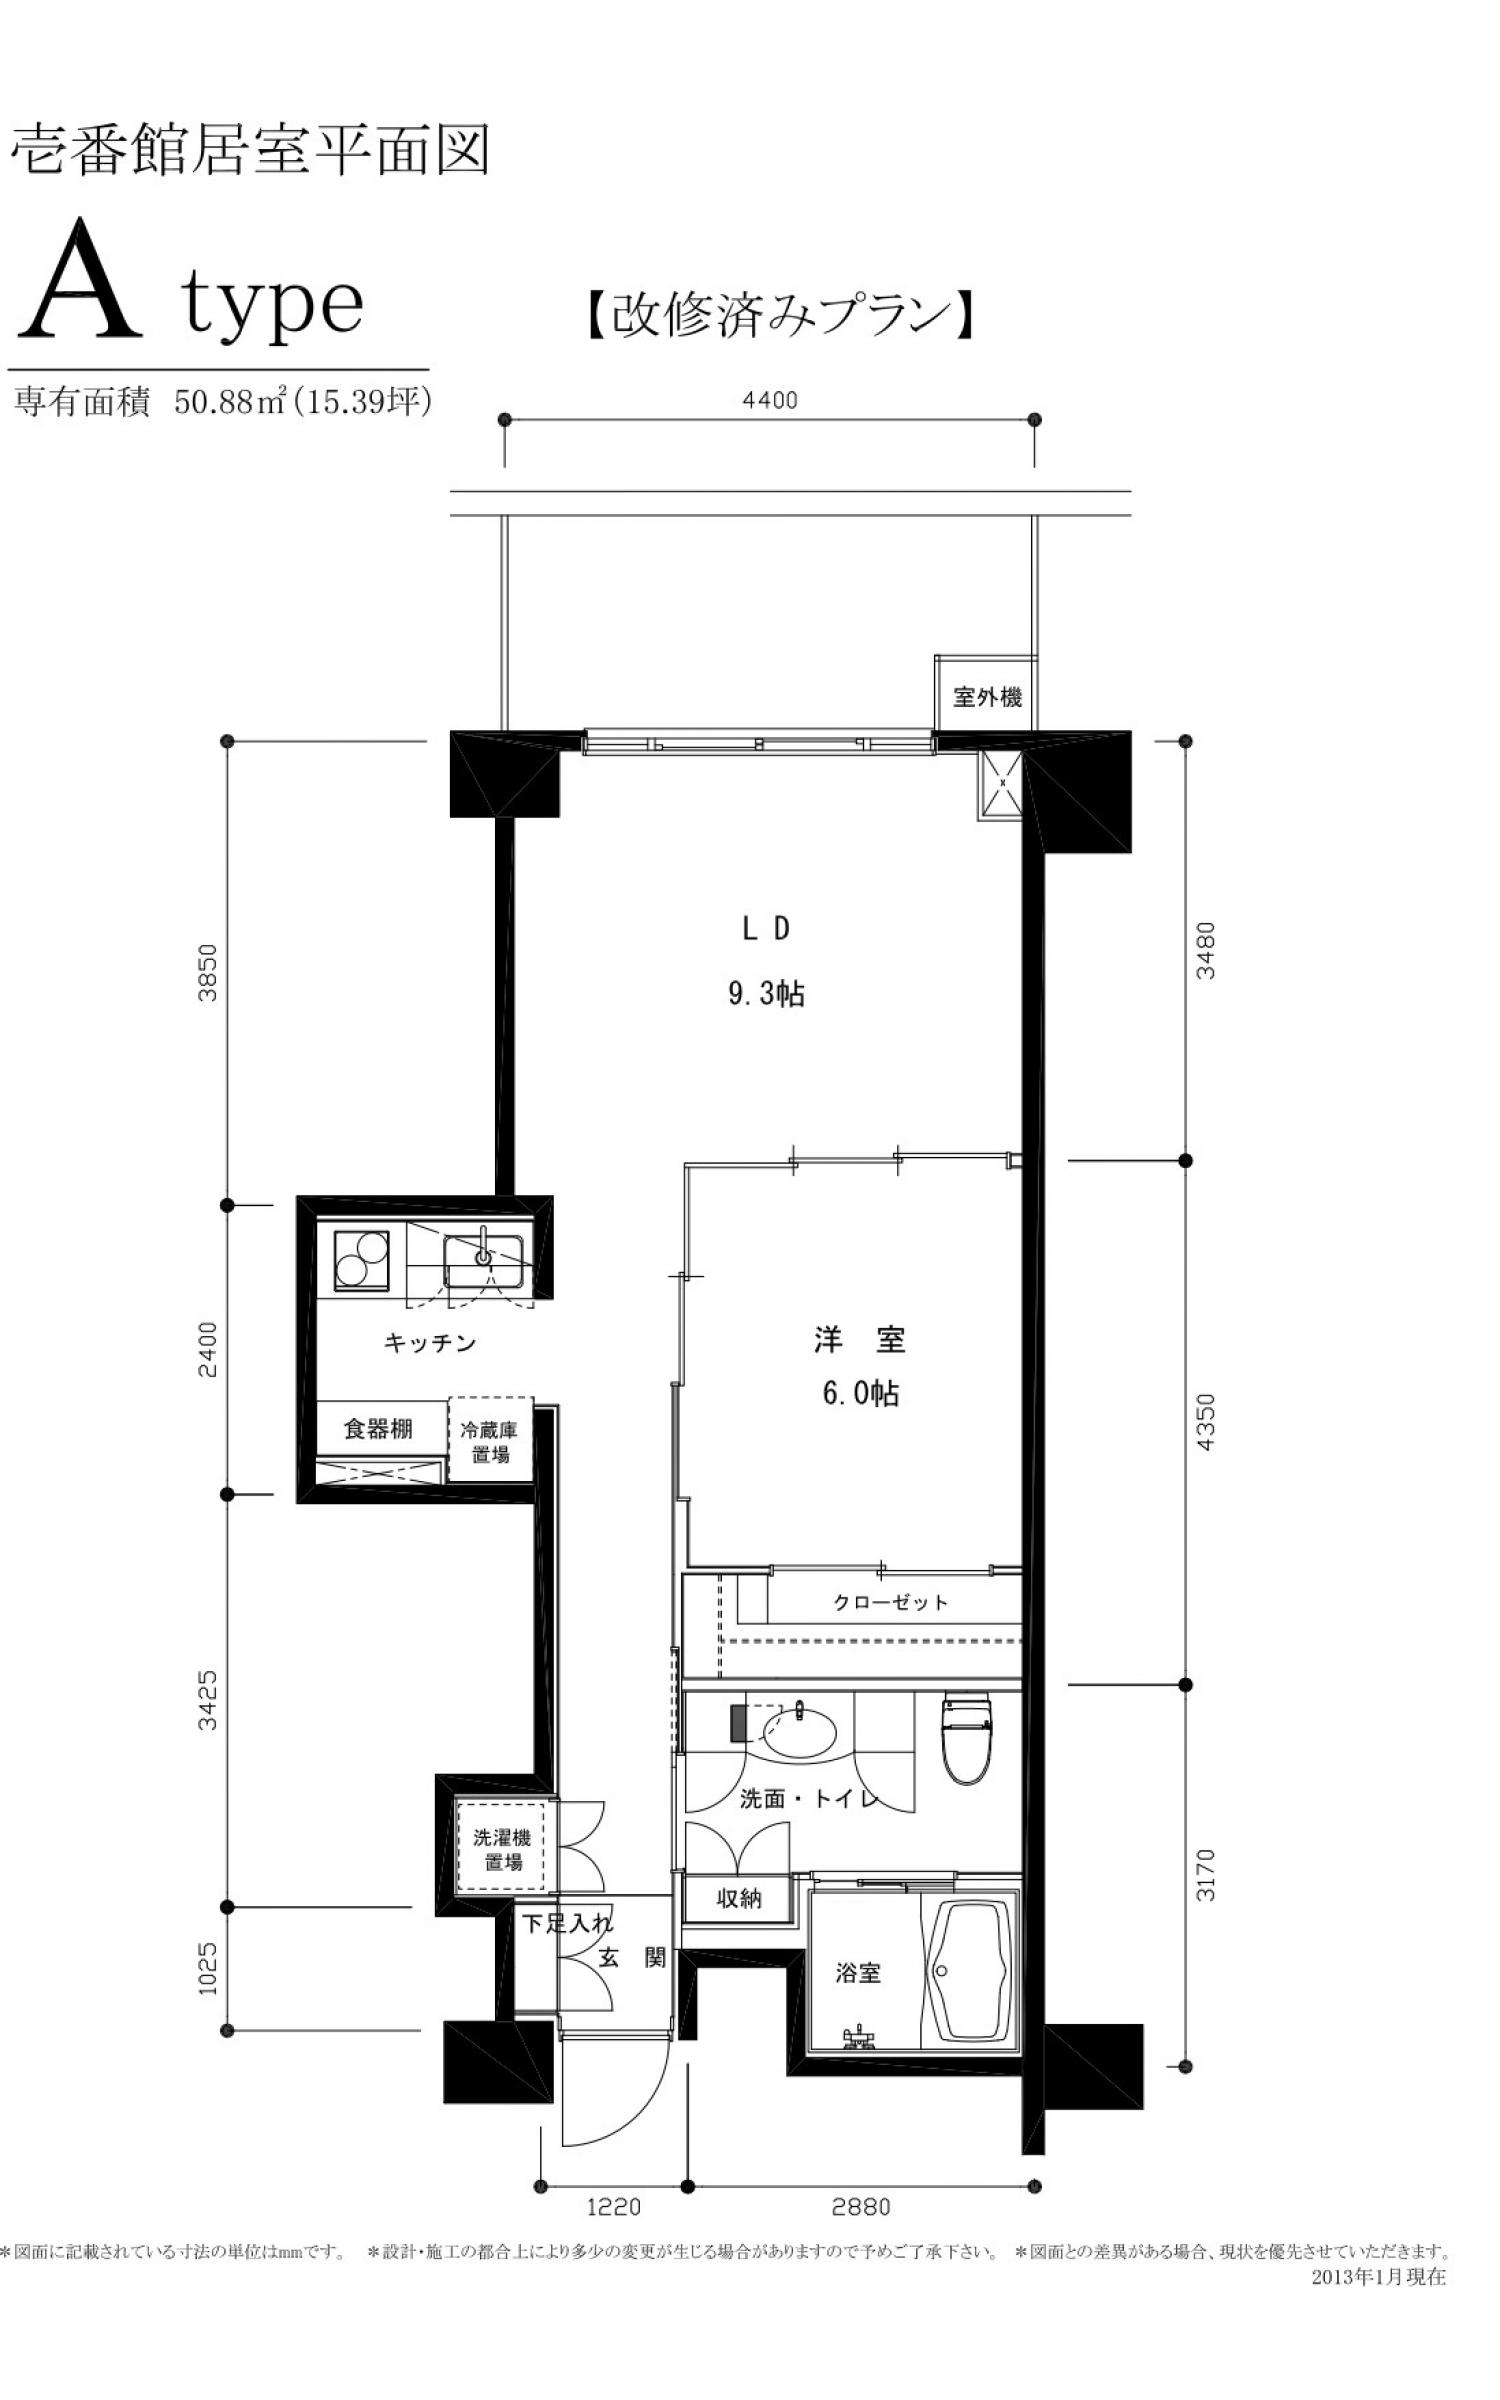 壱番館居室平面図
A type
【改修済みプラン】
専有面積 50.88㎡(15.39坪)
4400
室外機
3850
3480
LD
9.3帖
2400
キッチン
洋 室
6.0帖
4350
食器棚
冷蔵庫
置場
クローゼット
3425
洗面・トイレ
洗濯機
置場
3170
収納
下足入れ
玄 関
1025
浴室
1220
2880
＊図面に記載されている寸法の単位はmmです。 ＊設計・施工の都合上により多少の変更が生じる場合がありますので予めご了承下さい。 ＊図面との差異がある場合、現状を優先させていただきます。
2013年1月現在